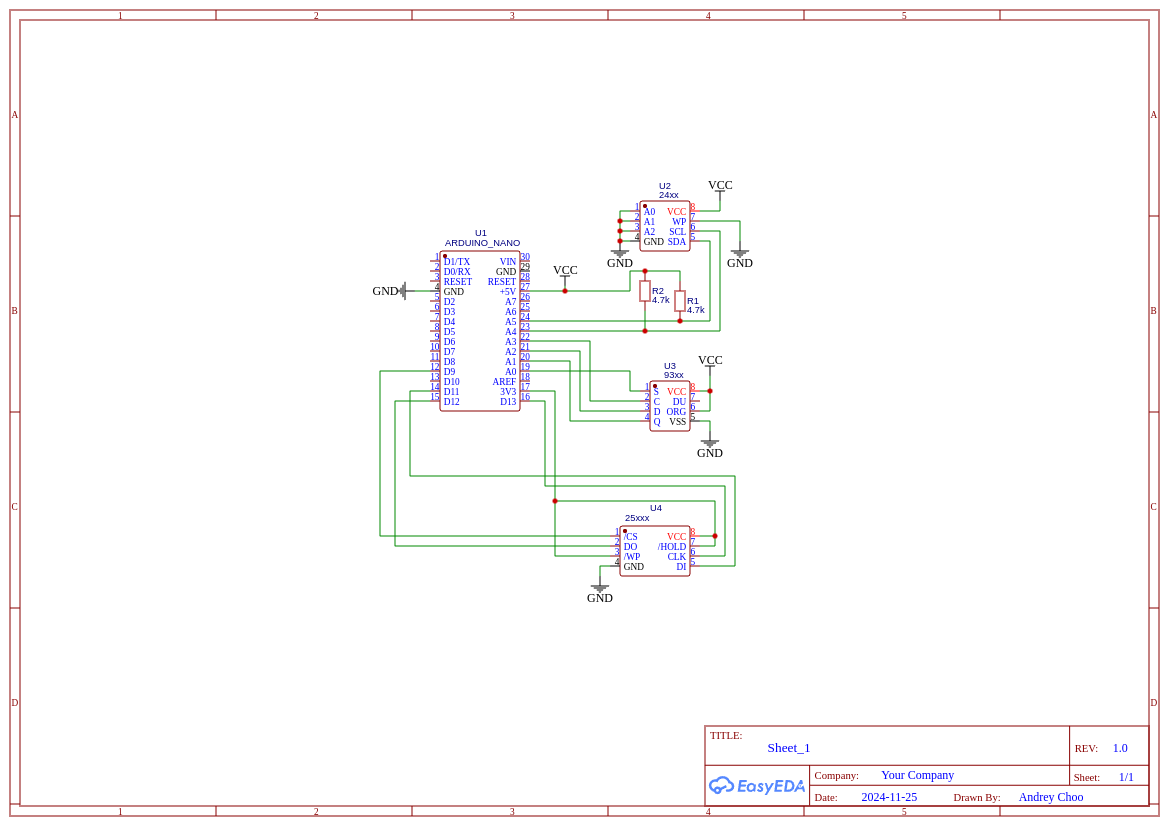 1 2 3 4 5
A A
B B
C C
D D
U2
24xx
VCC
1 A0 VCC 8
2 A1 WP 7
3 A2 SCL 6
4 GND SDA 5
GND GND
U1
ARDUINO_NANO
1 D1/TX VIN 30
2 D0/RX GND 29
3 RESET RESET 28
GND 4 GND +5V 27
5 D2 A7 26
6 D3 A6 25
7 D4 A5 24
8 D5 A4 23
9 D6 A3 22
10 D7 A2 21
11 D8 A1 20
12 D9 A0 19
13 D10 AREF 18
14 D11 3V3 17
15 D12 D13 16
VCC
R2
4.7k
R1
4.7k
VCC
U3
93xx
1 S VCC 8
2 C DU 7
3 D ORG 6
4 Q VSS 5
GND
U4
25xxx
1 /CS VCC 8
2 DO /HOLD 7
3 /WP CLK 6
4 GND DI 5
GND
TITLE:
Sheet_1
REV: 1.0
EasyEDA
Company: Your Company
Sheet: 1/1
Date: 2024-11-25 Drawn By: Andrey Choo
1 2 3 4 5